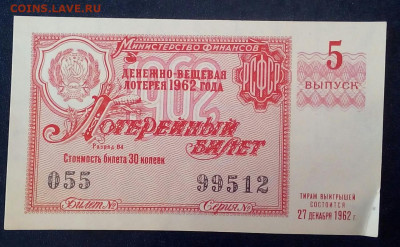 COINS.LAVE.RU
МИНИСТЕРСТВО ФИНАНСОВ
РСФСР
ДЕНЕЖНО-ВЕЩЕВАЯ
ЛОТЕРЕЯ 1962 ГОДА
1962
5
ВЫПУСК
Лотерейный
БИЛЕТ
Разряд 84
Стоимость билета 30 копеек
055 99512
Билет № Серия №
ТИРАЖ ВЫИГРЫШЕЙ
СОСТОИТСЯ
27 ДЕКАБРЯ 1962 г.